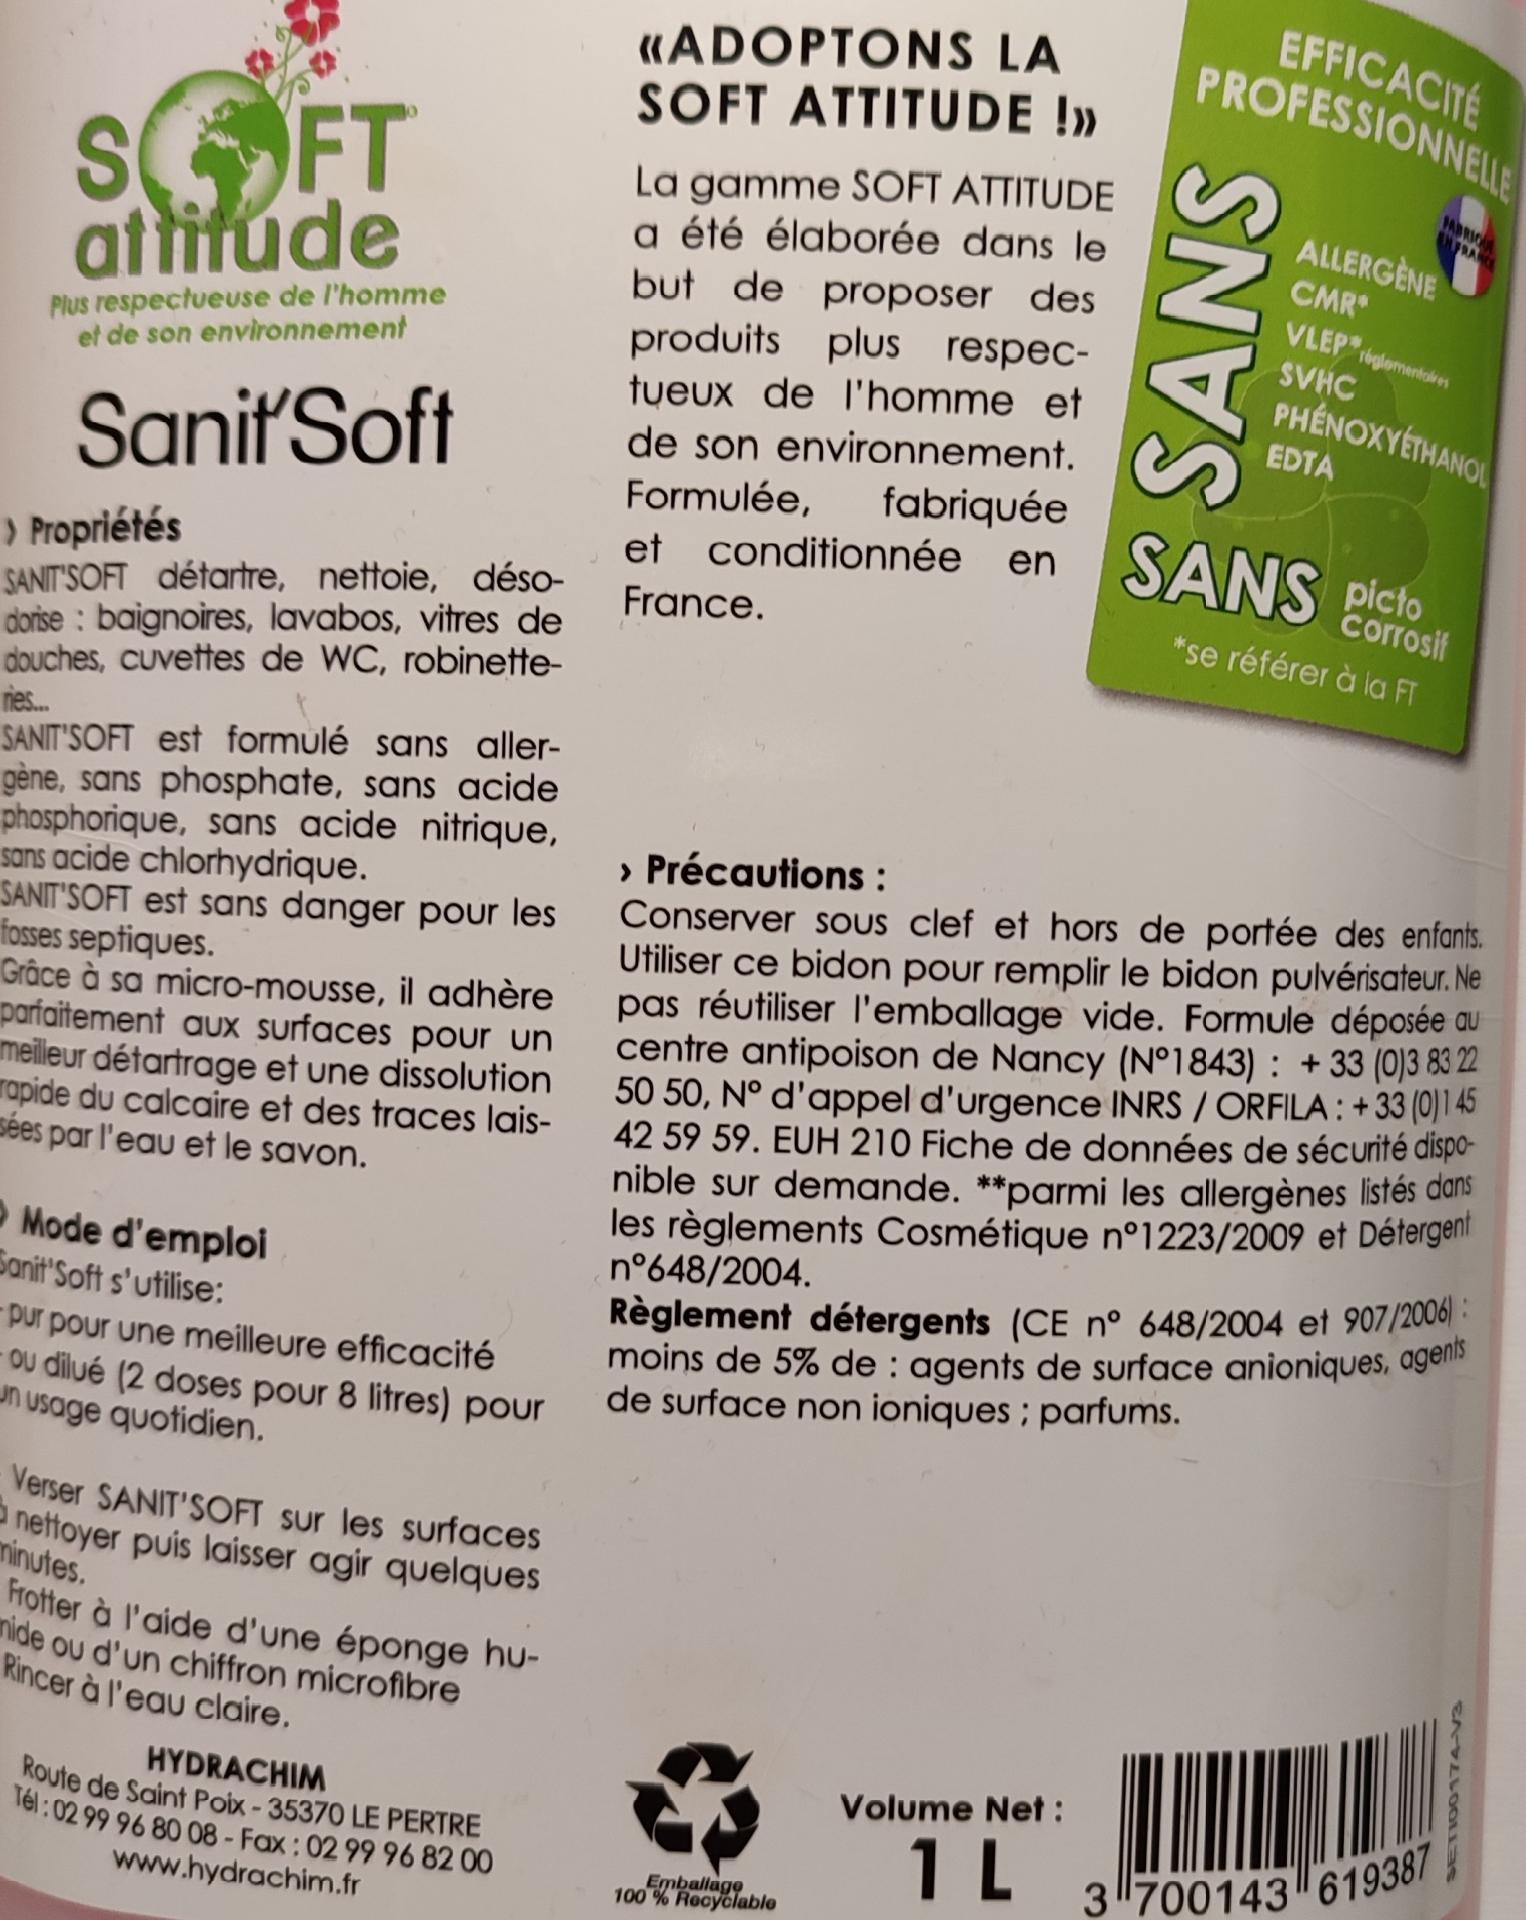 SOFT
attitude
Plus respectueuse de l'homme
et de son environnement
Sanit'Soft
› Propriétés
SANIT'SOFT détartre, nettoie, déso-
dorise : baignoires, lavabos, vitres de
douches, cuvettes de WC, robinette-
ries...
SANIT'SOFT est formulé sans aller-
gène, sans phosphate, sans acide
phosphorique, sans acide nitrique,
sans acide chlorhydrique.
SANIT'SOFT est sans danger pour les
fosses septiques.
Grâce à sa micro-mousse, il adhère
parfaitement aux surfaces pour un
meilleur détartrage et une dissolution
rapide du calcaire et des traces lais-
sées par l'eau et le savon.
› Mode d'emploi
Sanit'Soft s'utilise:
- pur pour une meilleure efficacité
- ou dilué (2 doses pour 8 litres) pour
un usage quotidien.
Verser SANIT'SOFT sur les surfaces
à nettoyer puis laisser agir quelques
minutes.
Frotter à l'aide d'une éponge hu-
mide ou d'un chiffron microfibre
Rincer à l'eau claire.
HYDRACHIM
Route de Saint Poix - 35370 LE PERTRE
Tél : 02 99 96 80 08 - Fax : 02 99 96 82 00
www.hydrachim.fr
«ADOPTONS LA
SOFT ATTITUDE !»
La gamme SOFT ATTITUDE
a été élaborée dans le
but de proposer des
produits plus respec-
tueux de l'homme et
de son environnement.
Formulée, fabriquée
et conditionnée en
France.
EFFICACITÉ
PROFESSIONNELLE
FABRIQUÉ
EN FRANCE
SANS
ALLERGÈNE
CMR*
VLEP* réglementaires
SVHC
PHÉNOXYÉTHANOL
EDTA
SANS picto
corrosif
*se référer à la FT
› Précautions :
Conserver sous clef et hors de portée des enfants.
Utiliser ce bidon pour remplir le bidon pulvérisateur. Ne
pas réutiliser l'emballage vide. Formule déposée au
centre antipoison de Nancy (N°1843) : + 33 (0)3 83 22
50 50, N° d'appel d'urgence INRS / ORFILA : + 33 (0)1 45
42 59 59. EUH 210 Fiche de données de sécurité dispo-
nible sur demande. **parmi les allergènes listés dans
les règlements Cosmétique n°1223/2009 et Détergent
n°648/2004.
Règlement détergents (CE n° 648/2004 et 907/2006) :
moins de 5% de : agents de surface anioniques, agents
de surface non ioniques ; parfums.
Emballage
100 % Recyclable
Volume Net :
1 L
3 700143 619387
SETI00174-V3